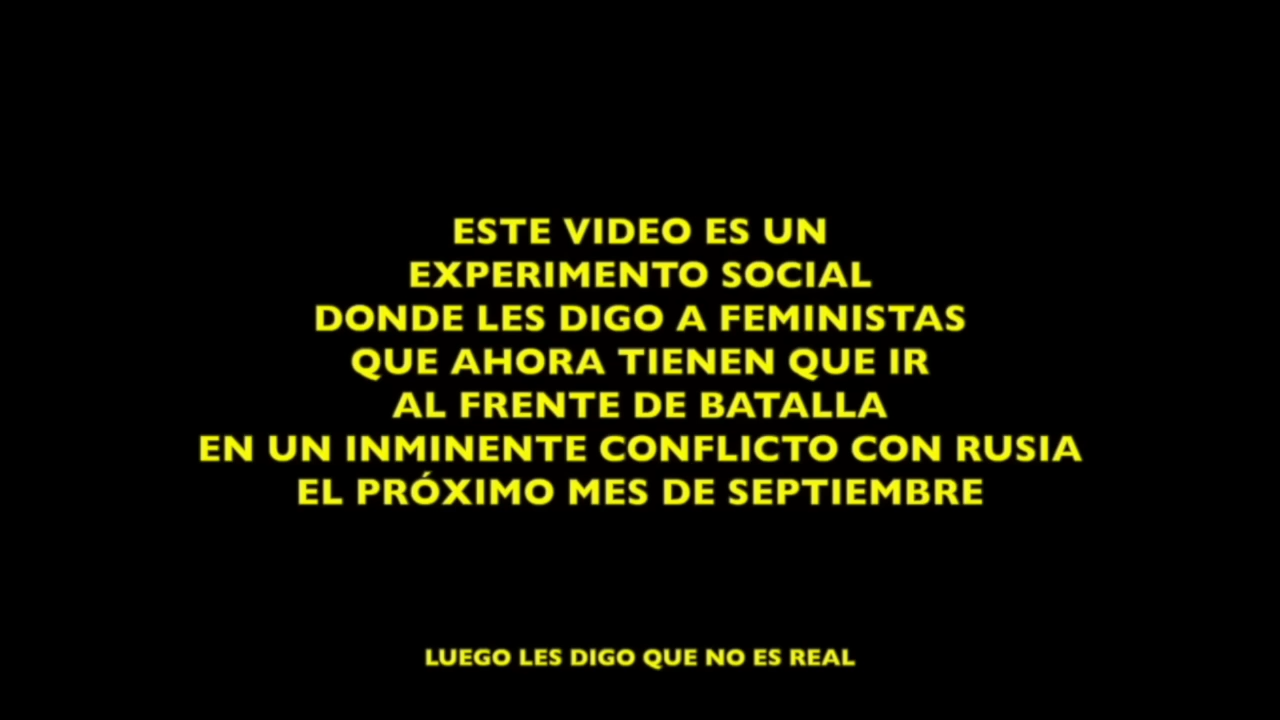 ESTE VIDEO ES UN
EXPERIMENTO SOCIAL
DONDE LES DIGO A FEMINISTAS
QUE AHORA TIENEN QUE IR
AL FRENTE DE BATALLA
EN UN INMINENTE CONFLICTO CON RUSIA
EL PRÓXIMO MES DE SEPTIEMBRE
LUEGO LES DIGO QUE NO ES REAL